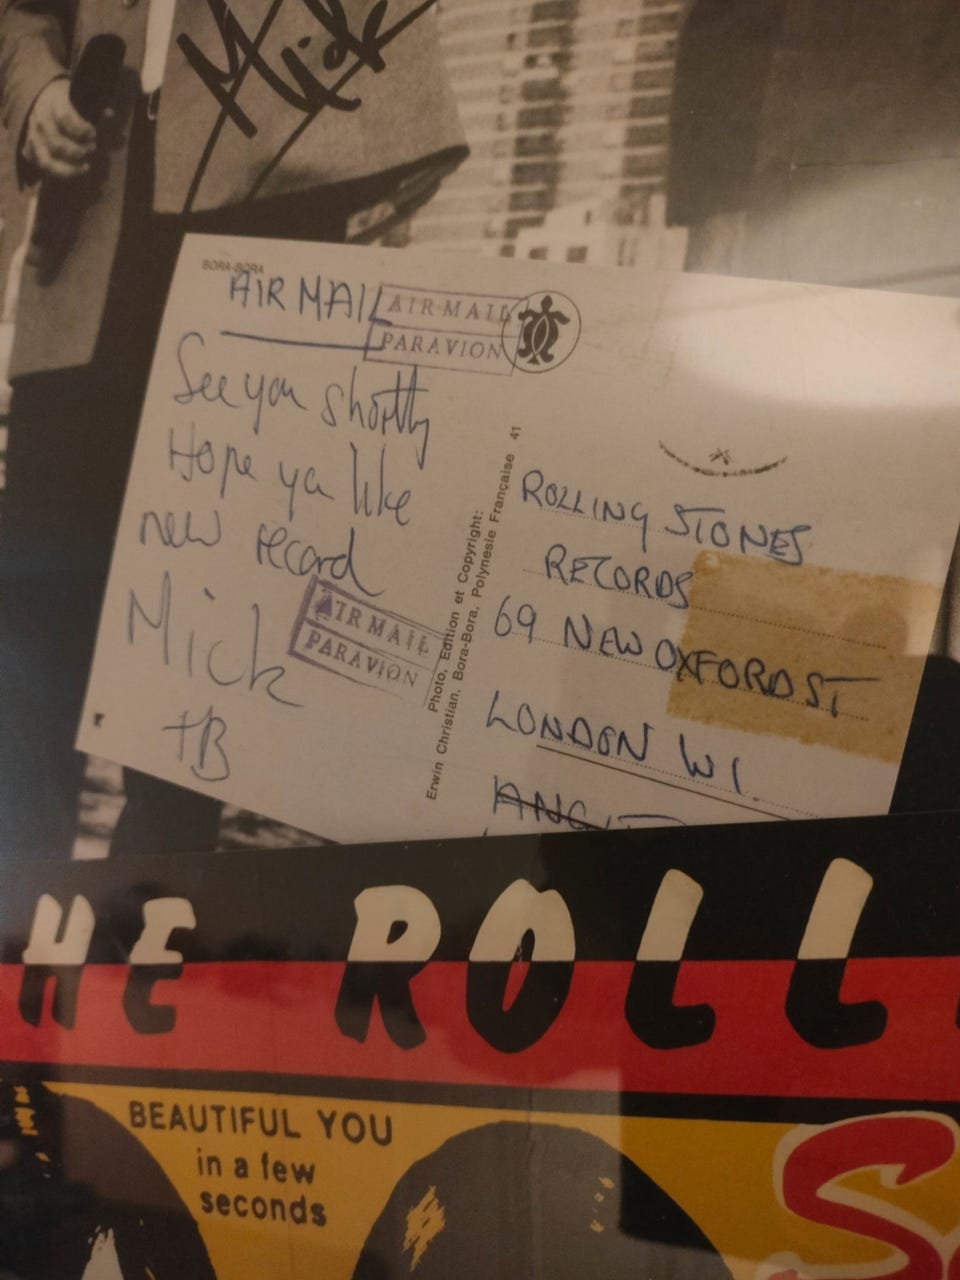 Mick
BORA-BORA
AIR MAIL
AIR MAIL
PARAVION
See you shortly
Hope ya like
new record
Mick
AIR MAIL
PARAVION
Photo, Edition et Copyright:
Erwin Christian, Bora-Bora, Polynesie Française 41
ROLLING STONES
RECORDS
69 NEW OXFORD ST
LONDON W1.
HE ROLL
BEAUTIFUL YOU
in a few
seconds